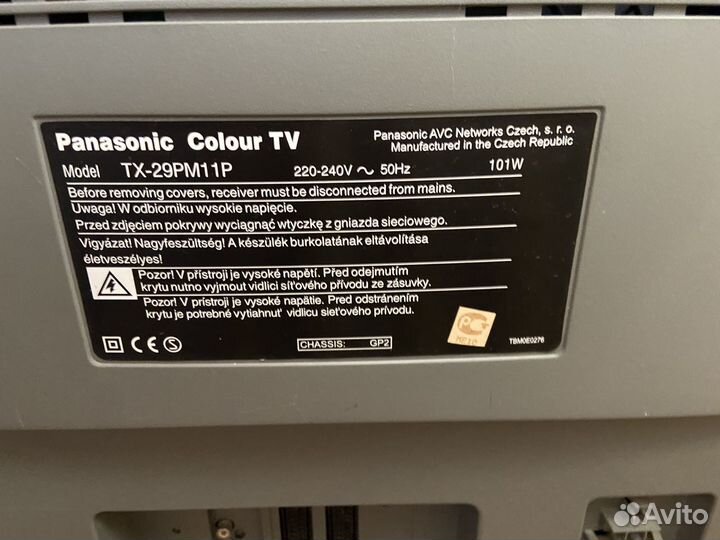 Panasonic Colour TV
Panasonic AVC Networks Czech, s. r. o.
Manufactured in the Czech Republic
Model TX-29PM11P 220-240V ~ 50Hz 101W
Before removing covers, receiver must be disconnected from mains.
Uwaga! W odbiorniku wysokie napięcie.
Przed zdjęciem pokrywy wyciągnąć wtyczkę z gniazda sieciowego.
Vigyázat! Nagyfeszültség! A készülék burkolatának eltávolítása
életveszélyes!
Pozor! V přístroji je vysoké napětí. Před odejmutím
krytu nutno vyjmout vidlici síťového přívodu ze zásuvky.
Pozor! V prístroji je vysoké napätie. Pred odstránením
krytu je potrebné vytiahnuť vidlicu sieťového prívodu.
CE S
CHASSIS: GP2
TBM0E0276
Avito